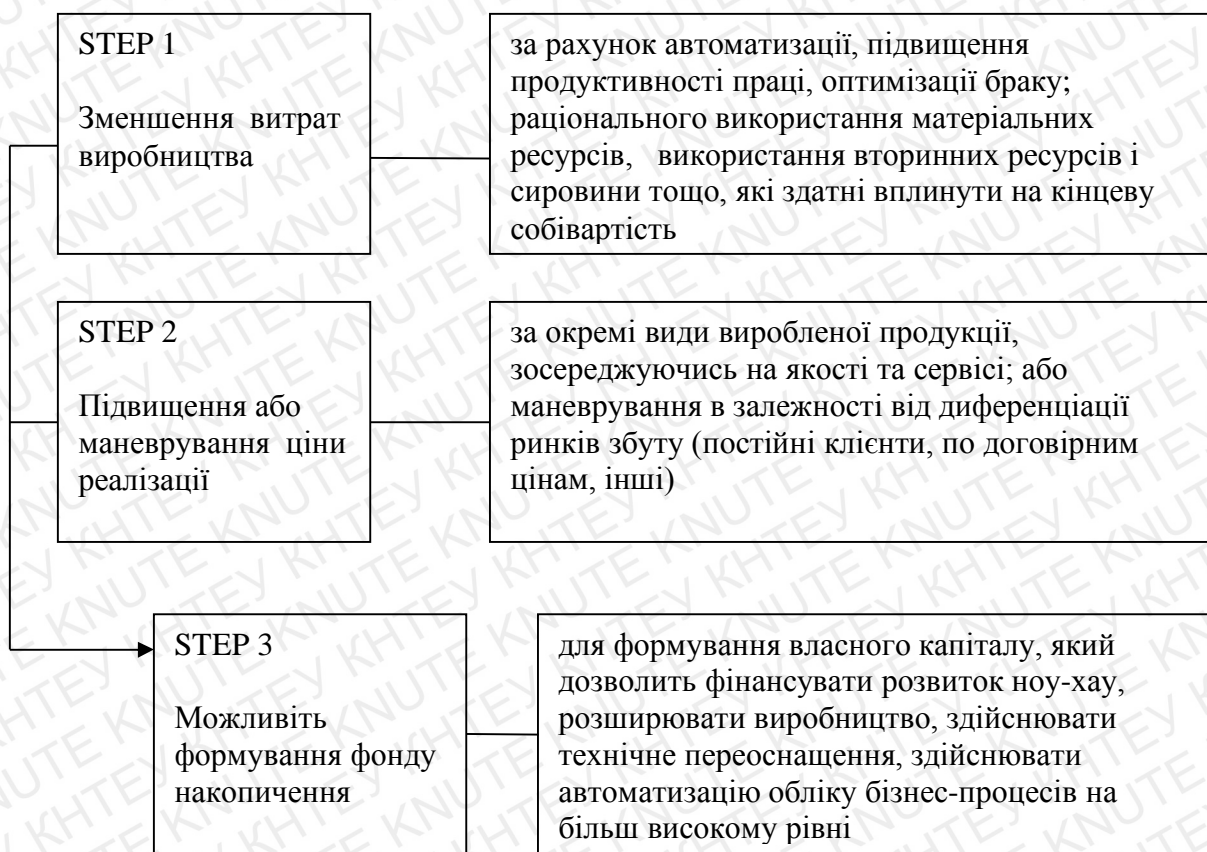 STEP 1
Зменшення витрат
виробництва
за рахунок автоматизації, підвищення
продуктивності праці, оптимізації браку;
раціонального використання матеріальних
ресурсів, використання вторинних ресурсів і
сировини тощо, які здатні вплинути на кінцеву
собівартість
STEP 2
Підвищення або
маневрування ціни
реалізації
за окремі види виробленої продукції,
зосереджуючись на якості та сервісі; або
маневрування в залежності від диференціації
ринків збуту (постійні клієнти, по договірним
цінам, інші)
STEP 3
Можливіть
формування фонду
накопичення
для формування власного капіталу, який
дозволить фінансувати розвиток ноу-хау,
розширювати виробництво, здійснювати
технічне переоснащення, здійснювати
автоматизацію обліку бізнес-процесів на
більш високому рівні